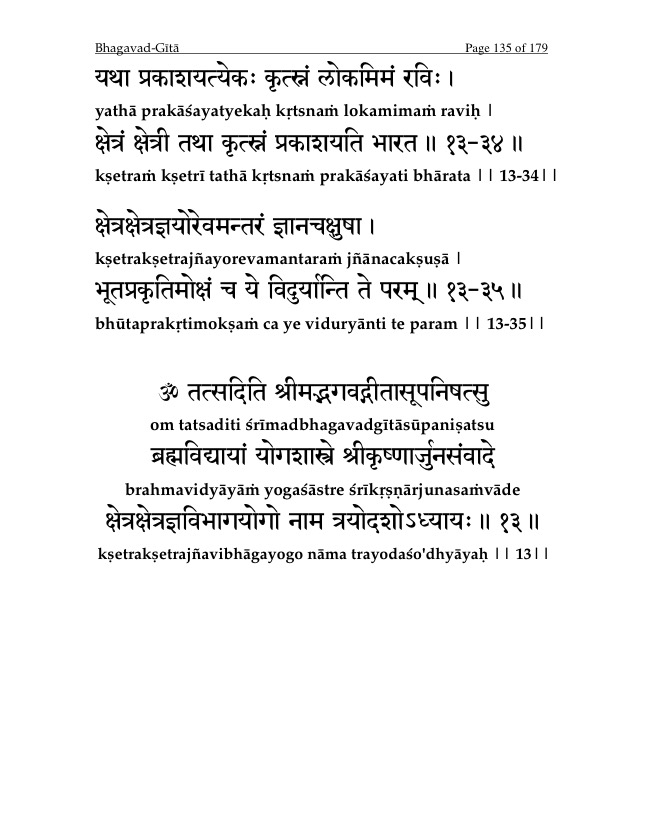 Bhagavad-Gītā Page 135 of 179
यथा प्रकाशयत्येकः कृत्स्नं लोकमिमं रविः ।
yathā prakāśayatyekaḥ kṛtsnaṁ lokamimaṁ raviḥ |
क्षेत्रं क्षेत्री तथा कृत्स्नं प्रकाशयति भारत ॥ १३-३४ ॥
kṣetraṁ kṣetrī tathā kṛtsnaṁ prakāśayati bhārata || 13-34||
क्षेत्रक्षेत्रज्ञयोरेवमन्तरं ज्ञानचक्षुषा ।
kṣetrakṣetrajñayorevamantaraṁ jñānacakṣuṣā |
भूतप्रकृतिमोक्षं च ये विदुर्यान्ति ते परम् ॥ १३-३५ ॥
bhūtaprakṛtimokṣaṁ ca ye viduryānti te param || 13-35||
ॐ तत्सदिति श्रीमद्भगवद्गीतासूपनिषत्सु
om tatsaditi śrīmadbhagavadgītāsūpaniṣatsu
ब्रह्मविद्यायां योगशास्त्रे श्रीकृष्णार्जुनसंवादे
brahmavidyāyāṁ yogaśāstre śrīkṛṣṇārjunasaṁvāde
क्षेत्रक्षेत्रज्ञविभागयोगो नाम त्रयोदशोऽध्यायः ॥ १३ ॥
kṣetrakṣetrajñavibhāgayogo nāma trayodaśo'dhyāyaḥ || 13||